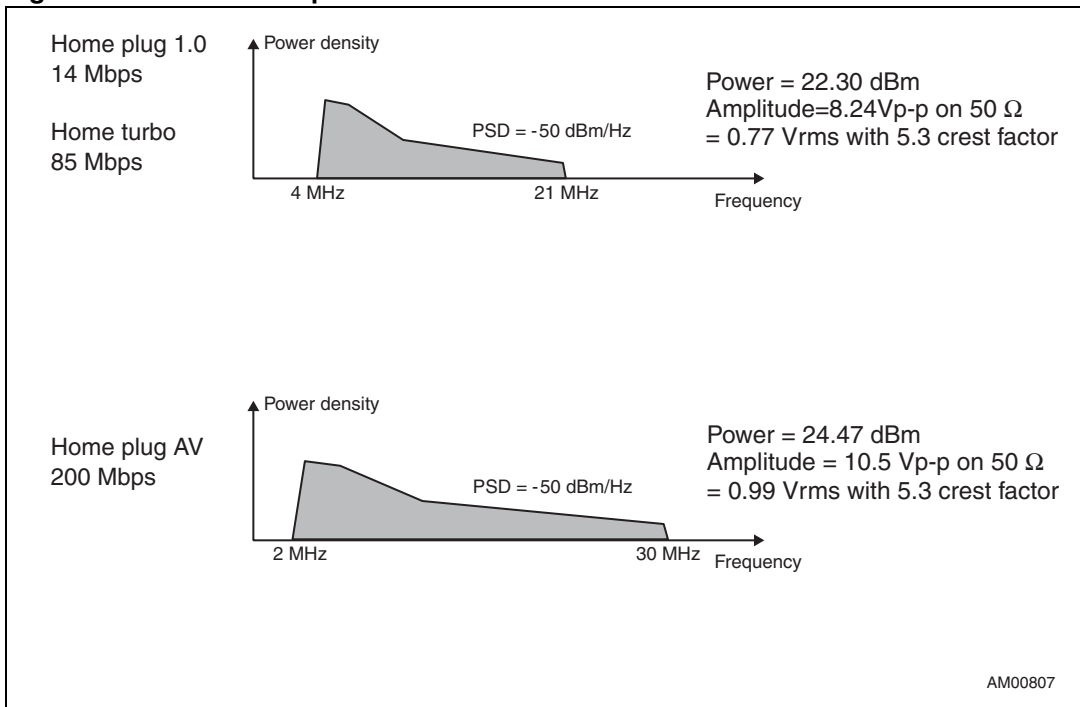 Home plug 1.0
14 Mbps
Home turbo
85 Mbps
Power density
PSD = -50 dBm/Hz
4 MHz
21 MHz
Frequency
Power = 22.30 dBm
Amplitude=8.24Vp-p on 50 Ω
= 0.77 Vrms with 5.3 crest factor
Home plug AV
200 Mbps
Power density
PSD = -50 dBm/Hz
2 MHz
30 MHz
Frequency
Power = 24.47 dBm
Amplitude = 10.5 Vp-p on 50 Ω
= 0.99 Vrms with 5.3 crest factor
AM00807